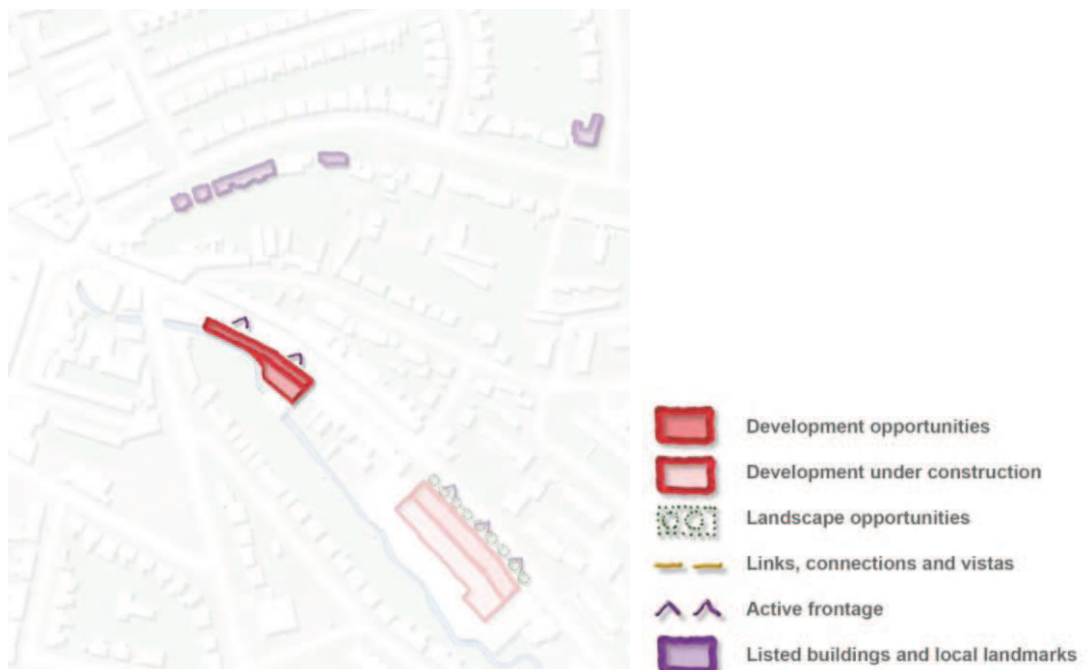 Development opportunities
Development under construction
Landscape opportunities
Links, connections and vistas
Active frontage
Listed buildings and local landmarks